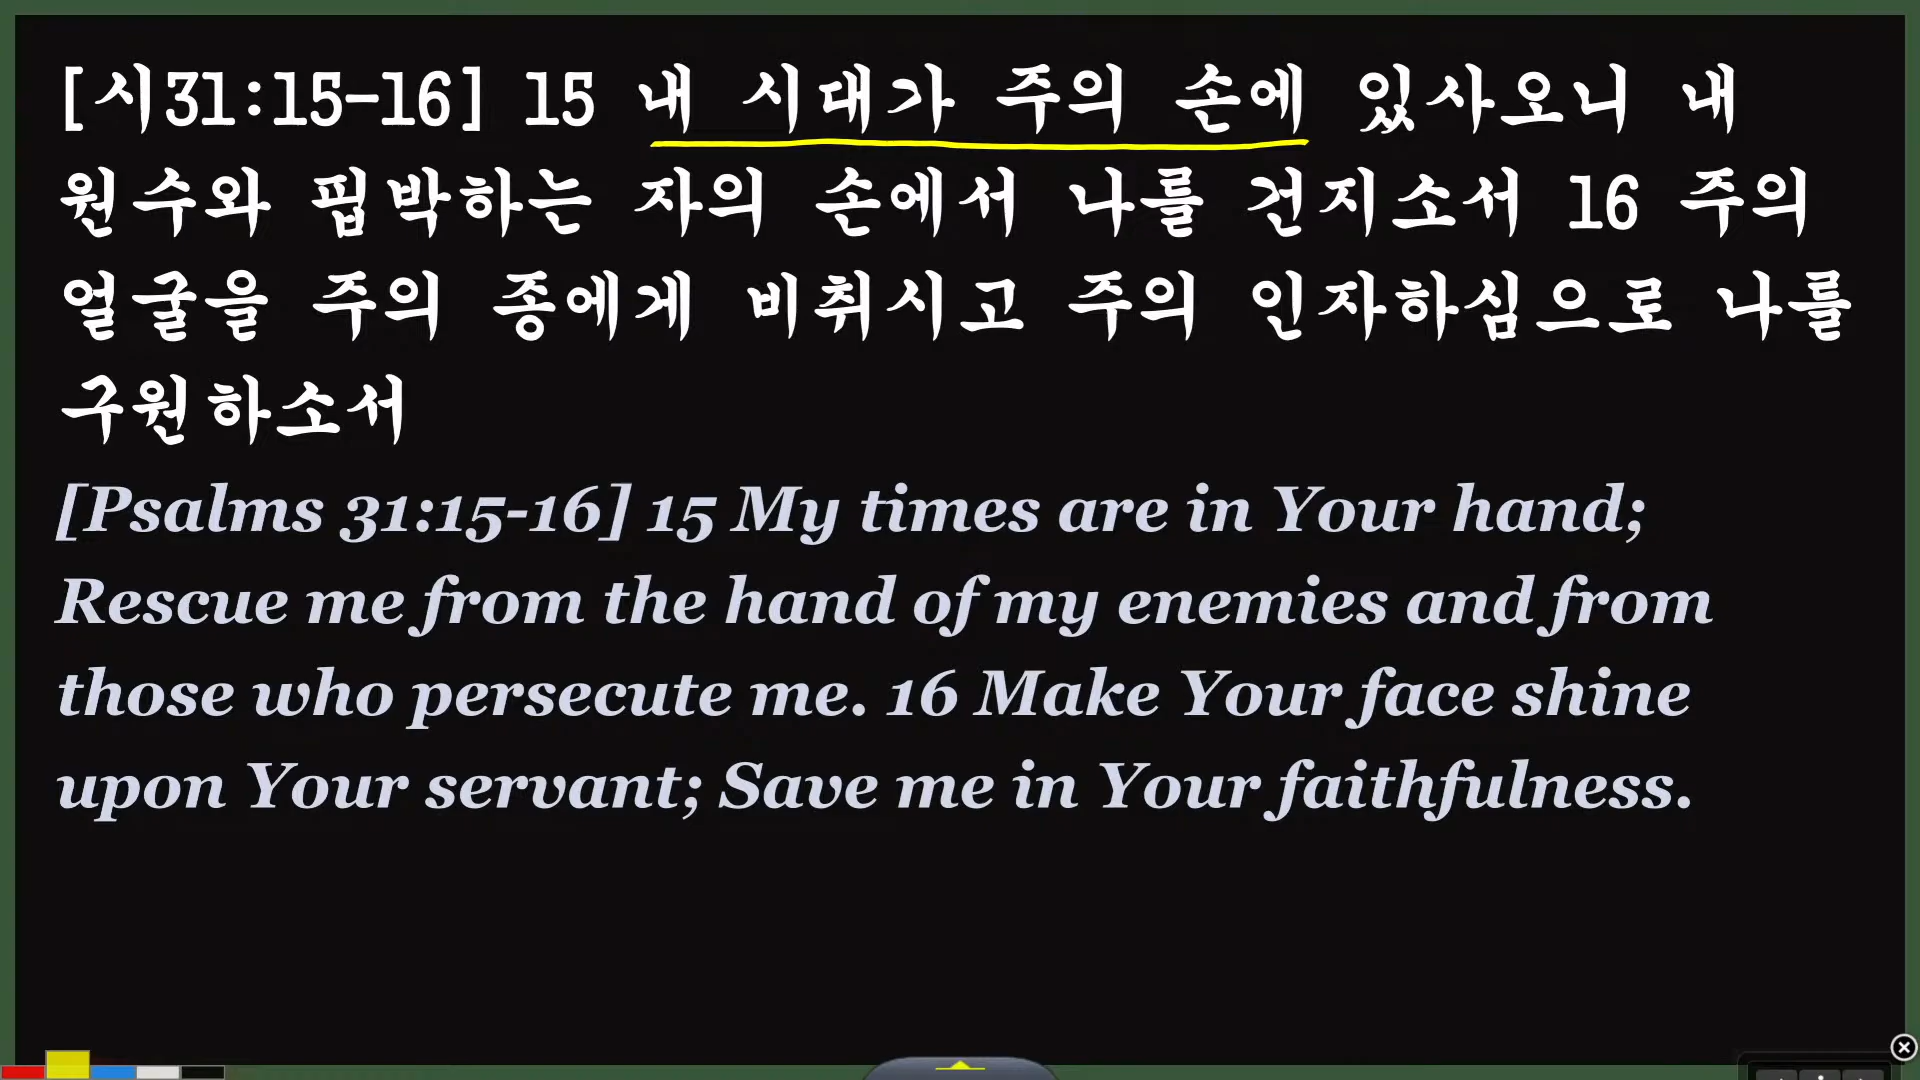 [시31:15-16] 15 내 시대가 주의 손에 있사오니 내
원수와 핍박하는 자의 손에서 나를 건지소서 16 주의
얼굴을 주의 종에게 비취시고 주의 인자하심으로 나를
구원하소서
[Psalms 31:15-16] 15 My times are in Your hand;
Rescue me from the hand of my enemies and from
those who persecute me. 16 Make Your face shine
upon Your servant; Save me in Your faithfulness.